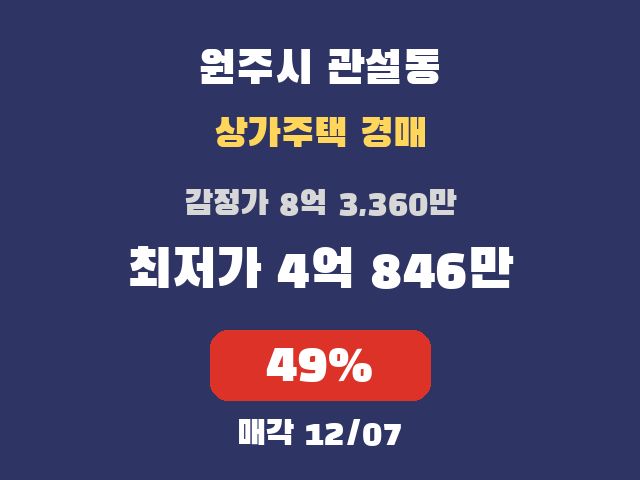 원주시 관설동
상가주택 경매
감정가 8억 3,360만
최저가 4억 846만
49%
매각 12/07